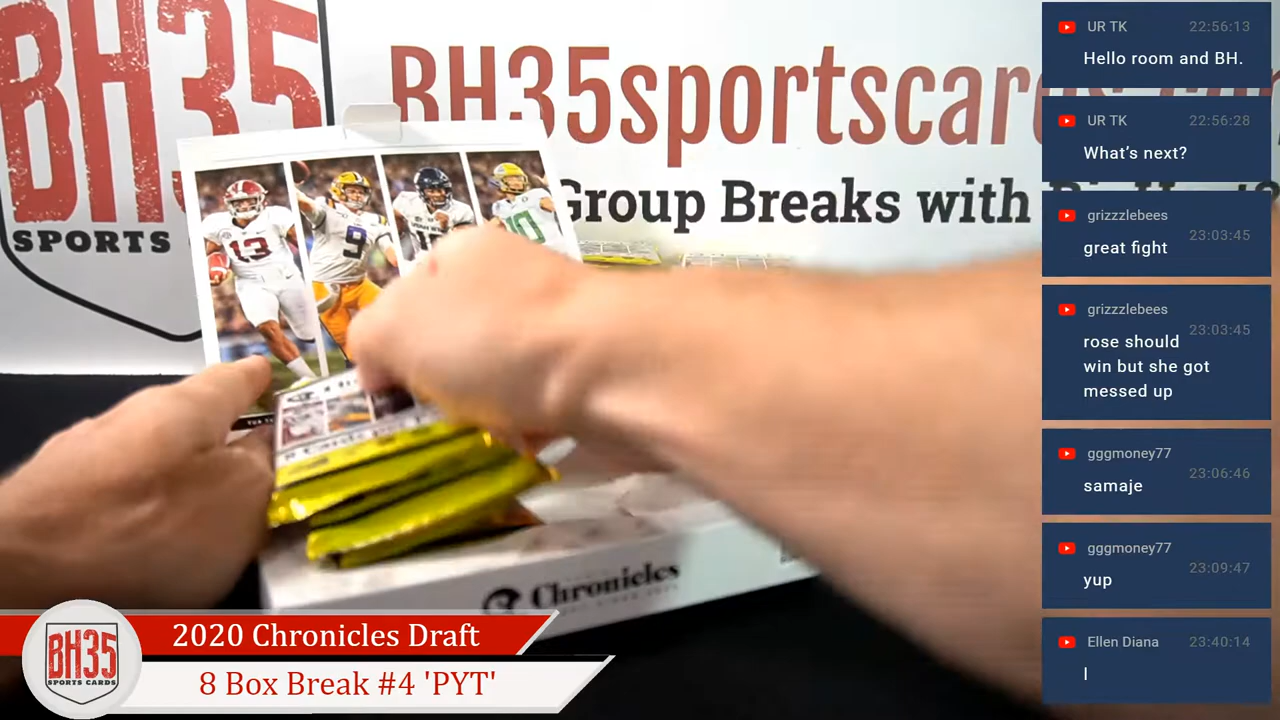 BH35
SPORTS
BH35sportscar
Group Breaks with
13
9
10
Chronicles
2020 Chronicles Draft
8 Box Break #4 'PYT'
BH35
SPORTS CARDS
UR TK 22:56:13
Hello room and BH.
UR TK 22:56:28
What's next?
grizzzlebees 23:03:45
great fight
grizzzlebees 23:03:45
rose should
win but she got
messed up
gggmoney77 23:06:46
samaje
gggmoney77 23:09:47
yup
Ellen Diana 23:40:14
I